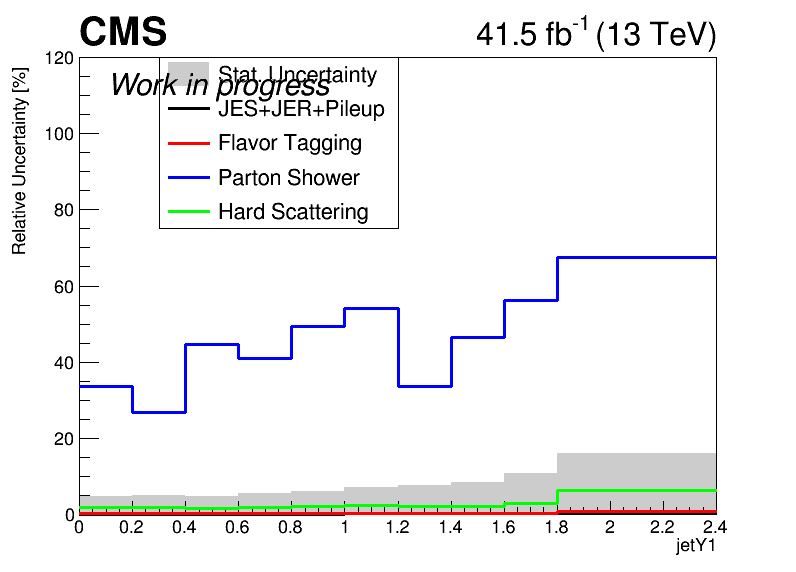 CMS
41.5 fb-1 (13 TeV)
Work in progress
Stat. Uncertainty
JES+JER+Pileup
Flavor Tagging
Parton Shower
Hard Scattering
Relative Uncertainty [%]
120
100
80
60
40
20
0
0 0.2 0.4 0.6 0.8 1 1.2 1.4 1.6 1.8 2 2.2 2.4
jetY1